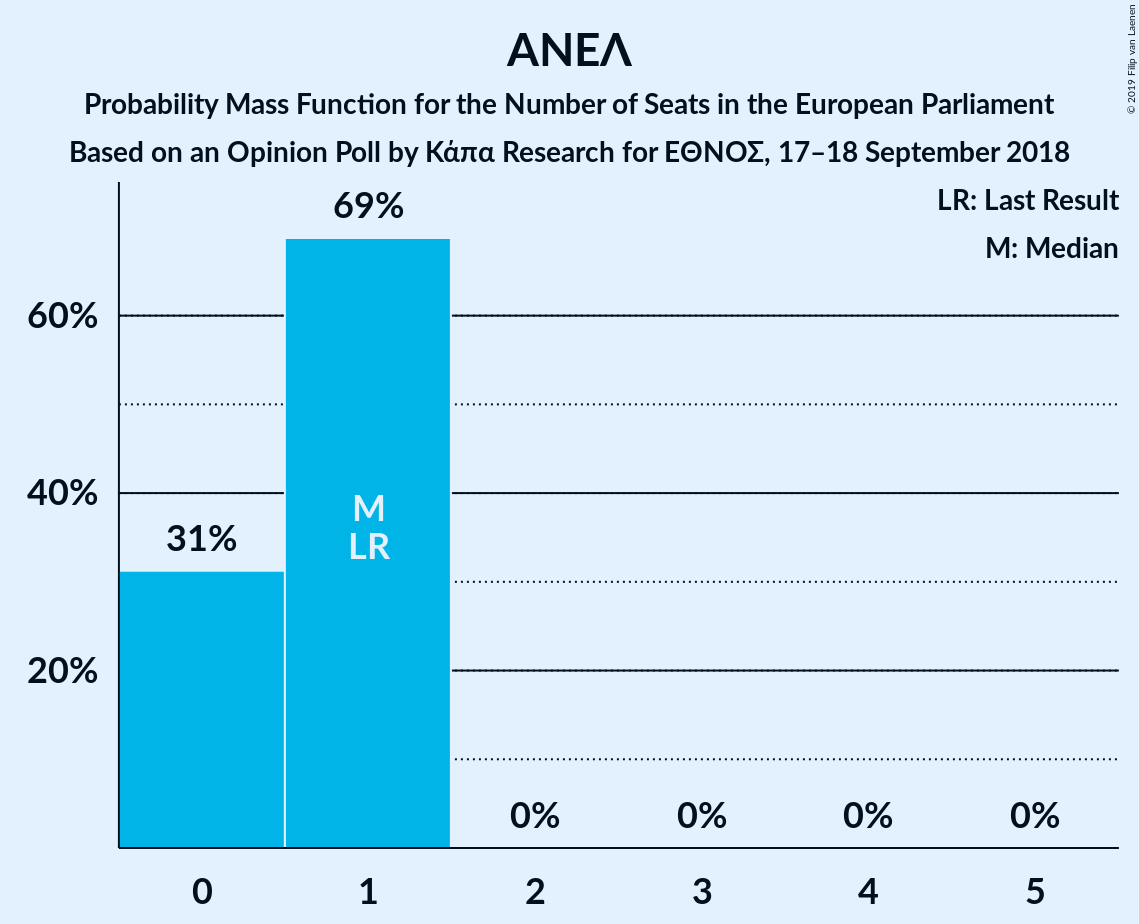 ΑΝΕΛ
Probability Mass Function for the Number of Seats in the European Parliament
Based on an Opinion Poll by Κάπα Research for ΕΘΝΟΣ, 17–18 September 2018
© 2019 Filip van Laenen
LR: Last Result
M: Median
69%
60%
40%
31%
M
LR
20%
0% 0% 0% 0%
0 1 2 3 4 5